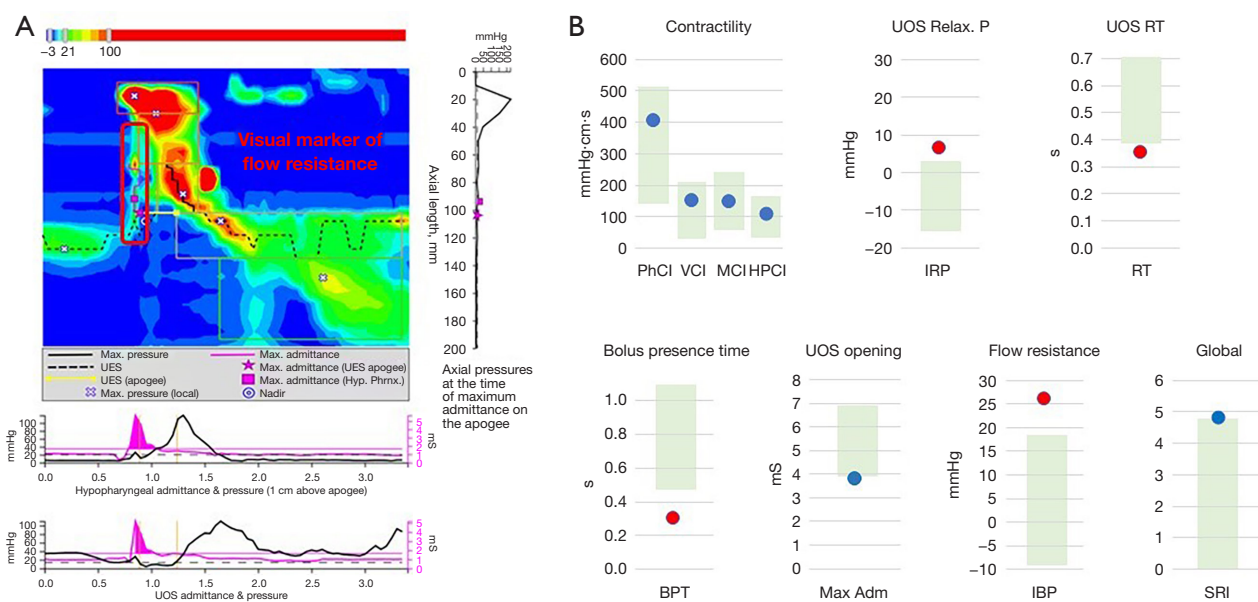 A
−3 21 100
Visual marker of
flow resistance
mmHg
0 50 100 150 200
0
20
40
60
80
100
120
140
160
180
200
Axial length, mm
Axial pressures
at the time
of maximum
admittance on
the apogee
Max. pressure
UES
UES (apogee)
Max. pressure (local)
Max. admittance
Max. admittance (UES apogee)
Max. admittance (Hyp. Phrnx.)
Nadir
mmHg
100
80
60
40
20
0
5
4
3
2
1
0
mS
0.0 0.5 1.0 1.5 2.0 2.5 3.0
Hypopharyngeal admittance & pressure (1 cm above apogee)
mmHg
100
80
60
40
20
0
5
4
3
2
1
0
mS
0.0 0.5 1.0 1.5 2.0 2.5 3.0
UOS admittance & pressure
B
Contractility
mmHg·cm·s
600
500
400
300
200
100
0
PhCI VCI MCI HPCI
UOS Relax. P
mmHg
30
20
10
0
−10
−20
IRP
UOS RT
s
0.7
0.6
0.5
0.4
0.3
0.2
0.1
0.0
RT
Bolus presence time
s
1.0
0.8
0.6
0.4
0.2
0.0
BPT
UOS opening
mS
8
7
6
5
4
3
2
1
0
Max Adm
Flow resistance
mmHg
30
25
20
15
10
5
0
−5
−10
IBP
Global
6
5
4
3
2
1
0
SRI